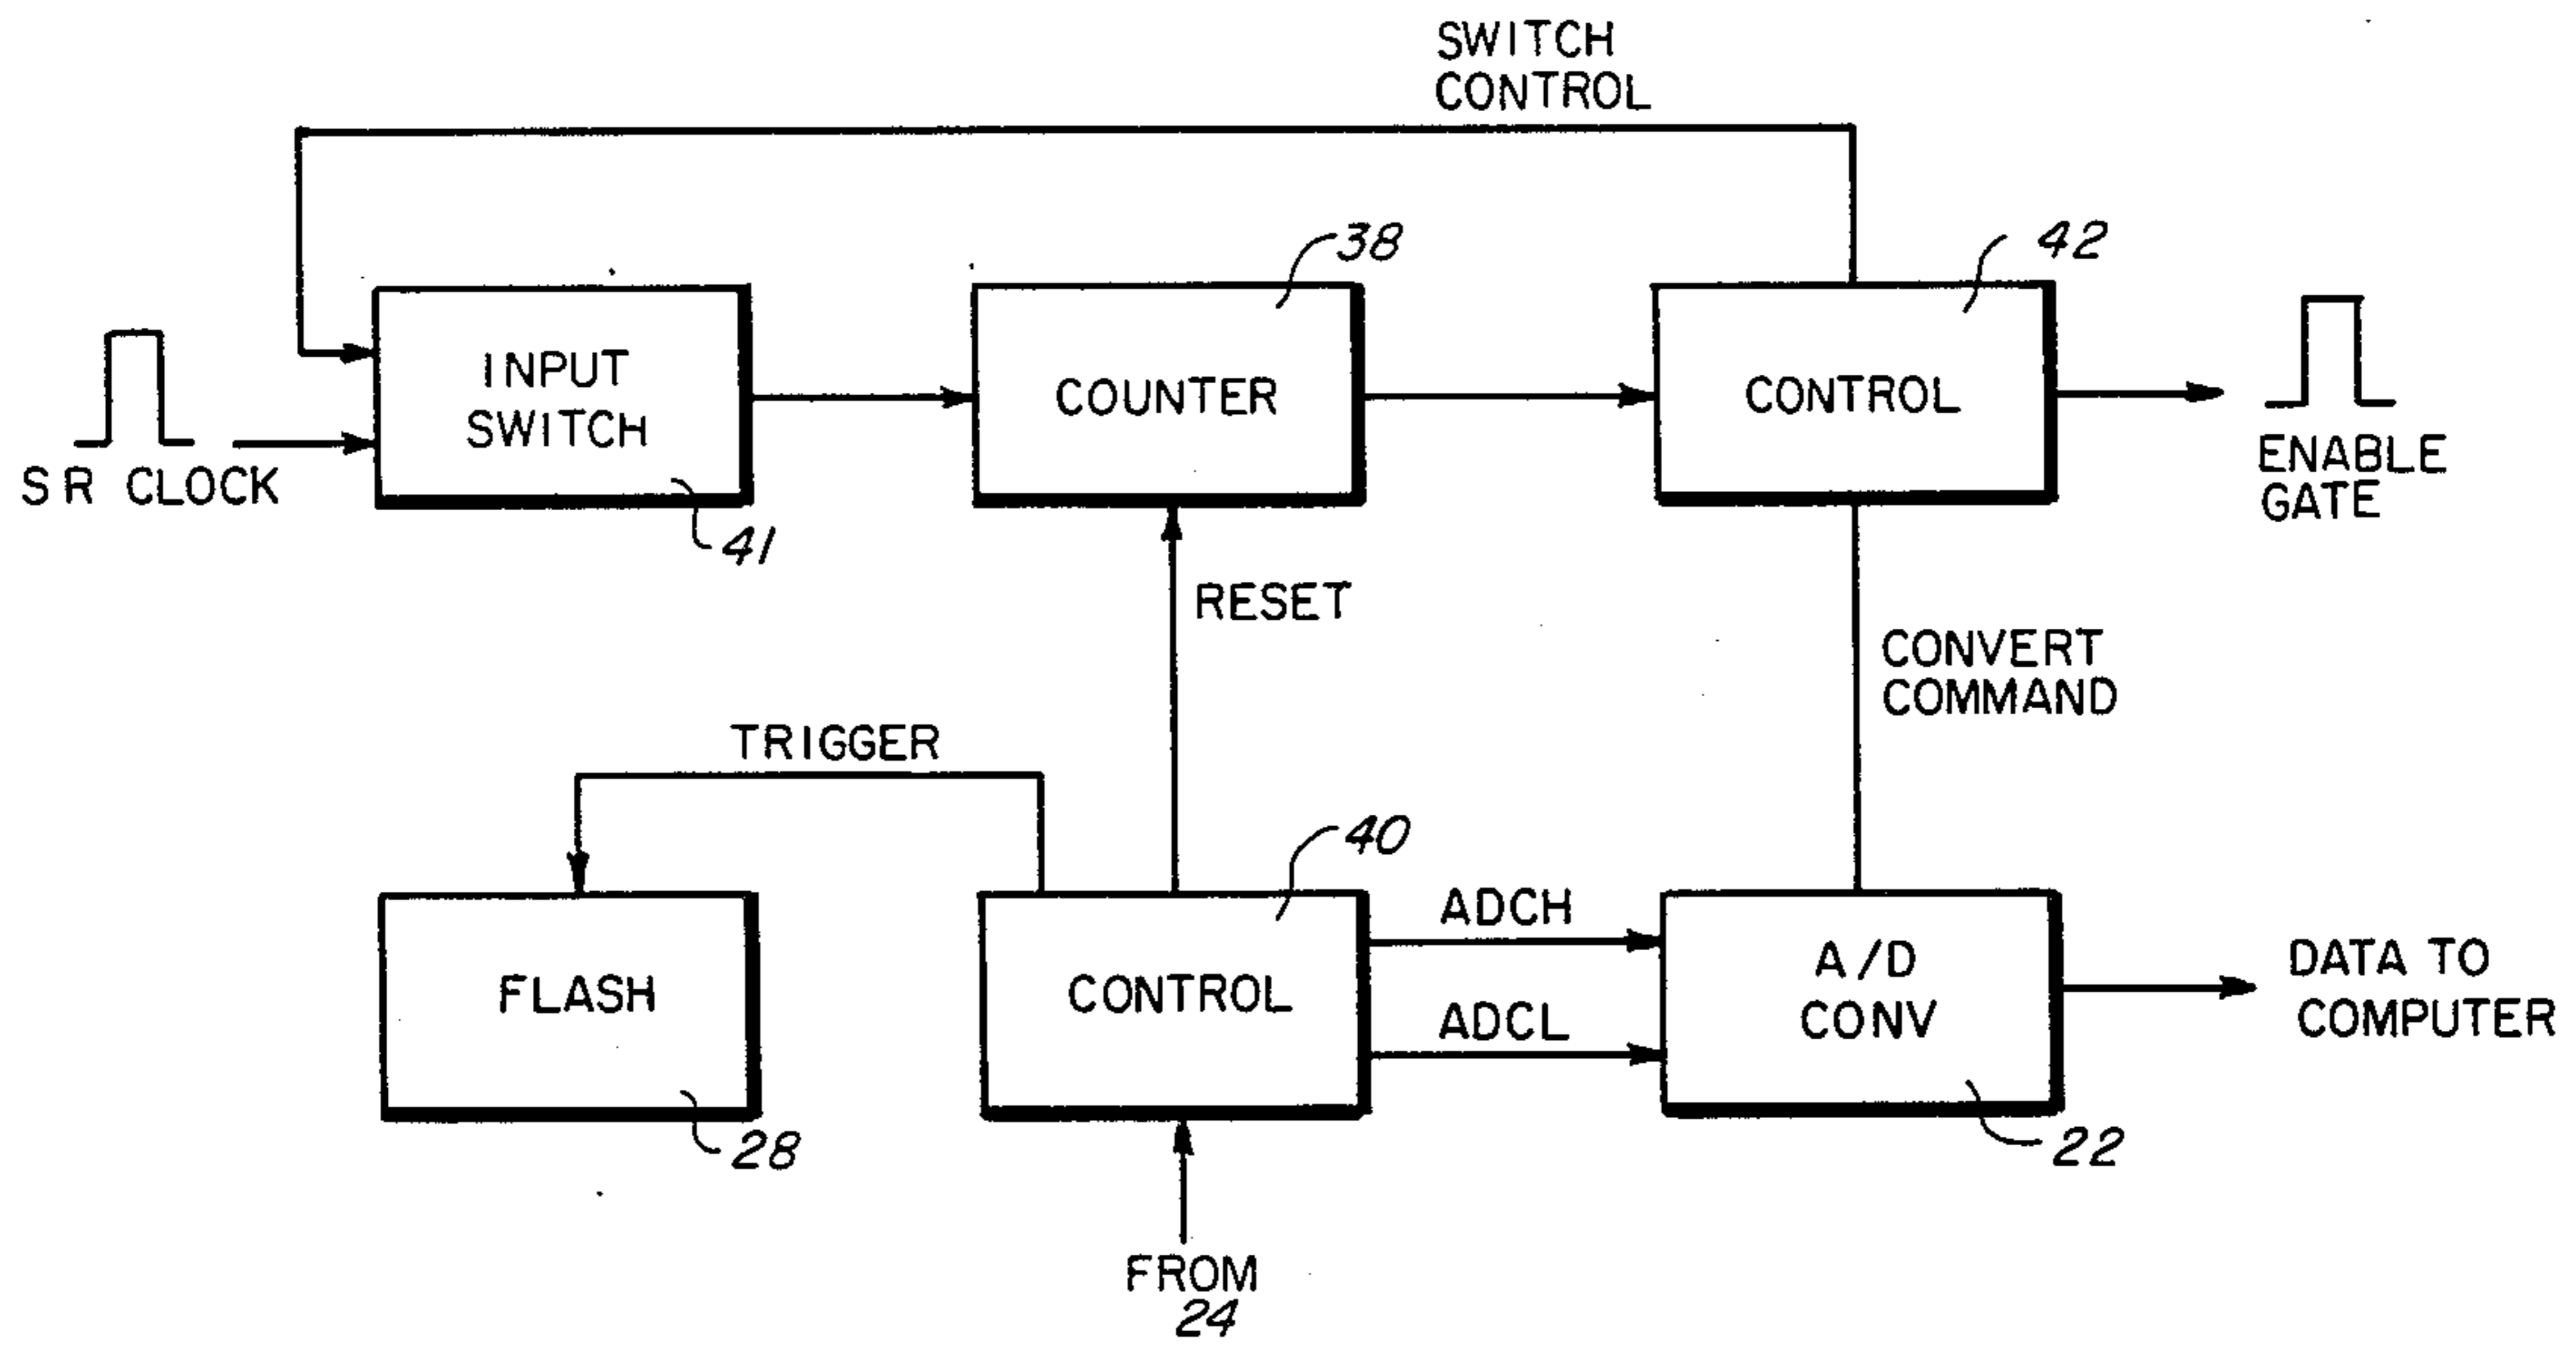 SWITCH
CONTROL
38
42
INPUT
SWITCH
COUNTER
CONTROL
SR CLOCK
ENABLE
GATE
41
RESET
CONVERT
COMMAND
TRIGGER
40
ADCH
FLASH
CONTROL
A/D
CONV
DATA TO
COMPUTER
ADCL
28
22
FROM
24